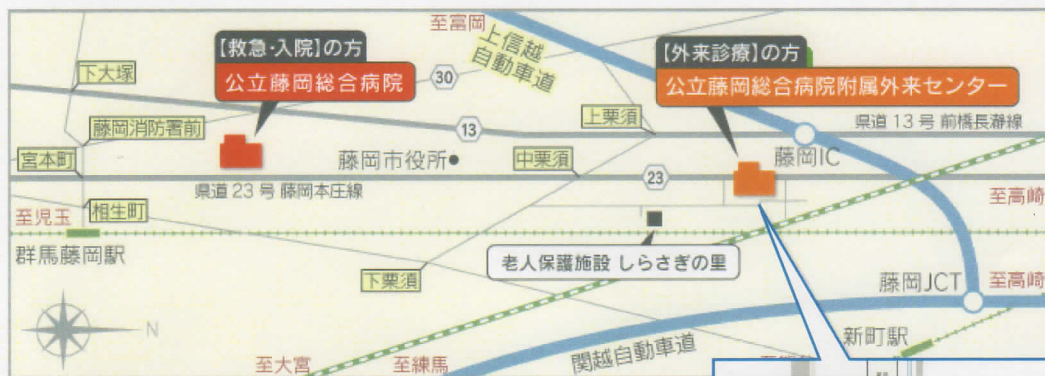 至富岡
上信越
自動車道
【救急・入院】の方
公立藤岡総合病院
【外来診療】の方
公立藤岡総合病院附属外来センター
下大塚
30
13
藤岡消防署前
上栗須
県道13号 前橋長瀞線
宮本町
藤岡市役所
中栗須
藤岡IC
県道23号 藤岡本庄線
23
至高崎
至児玉
相生町
群馬藤岡駅
老人保護施設 しらさぎの里
下栗須
藤岡JCT
至高崎
N
新町駅
至大宮
至練馬
関越自動車道